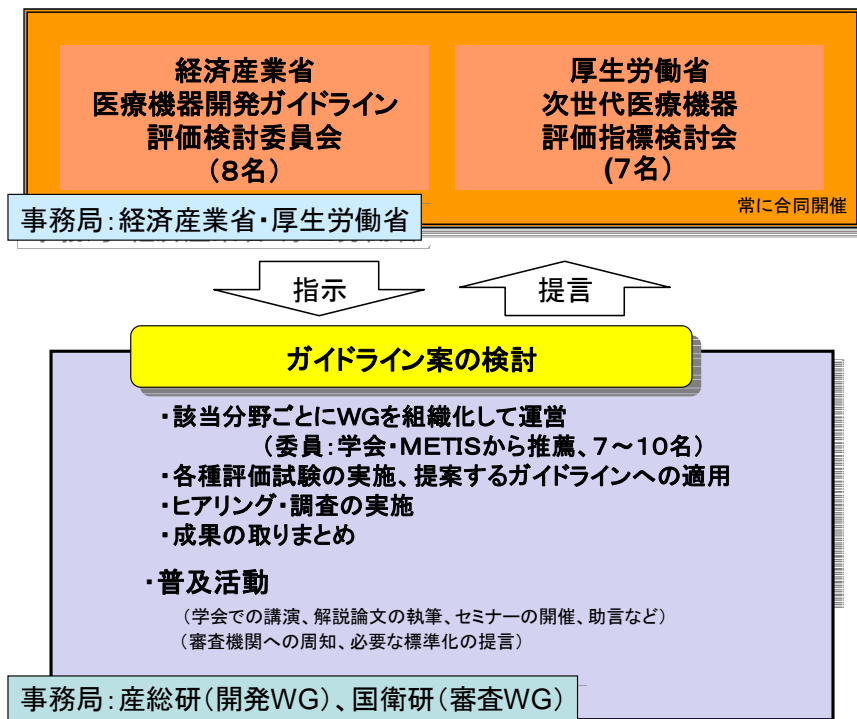 経済産業省
医療機器開発ガイドライン
評価検討委員会
(8名)
厚生労働省
次世代医療機器
評価指標検討会
(7名)
常に合同開催
事務局:経済産業省・厚生労働省
指示
提言
ガイドライン案の検討
・該当分野ごとにWGを組織化して運営
(委員:学会・METISから推薦、7~10名)
・各種評価試験の実施、提案するガイドラインへの適用
・ヒアリング・調査の実施
・成果の取りまとめ
・普及活動
(学会での講演、解説論文の執筆、セミナーの開催、助言など)
(審査機関への周知、必要な標準化の提言)
事務局:産総研(開発WG)、国衛研(審査WG)